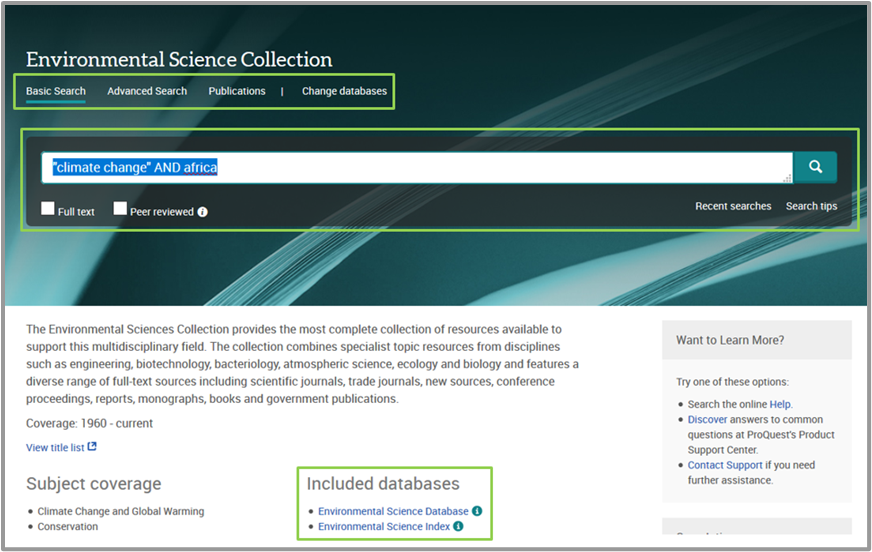 Environmental Science Collection
Basic Search Advanced Search Publications | Change databases
"climate change" AND africa
Full text Peer reviewed Recent searches Search tips
The Environmental Sciences Collection provides the most complete collection of resources available to
support this multidisciplinary field. The collection combines specialist topic resources from disciplines
such as engineering, biotechnology, bacteriology, atmospheric science, ecology and biology and features a
diverse range of full-text sources including scientific journals, trade journals, new sources, conference
proceedings, reports, monographs, books and government publications.
Coverage: 1960 - current
View title list
Subject coverage
• Climate Change and Global Warming
• Conservation
Included databases
• Environmental Science Database
• Environmental Science Index
Want to Learn More?
Try one of these options:
• Search the online Help.
• Discover answers to common
questions at ProQuest's Product
Support Center.
• Contact Support if you need
further assistance.